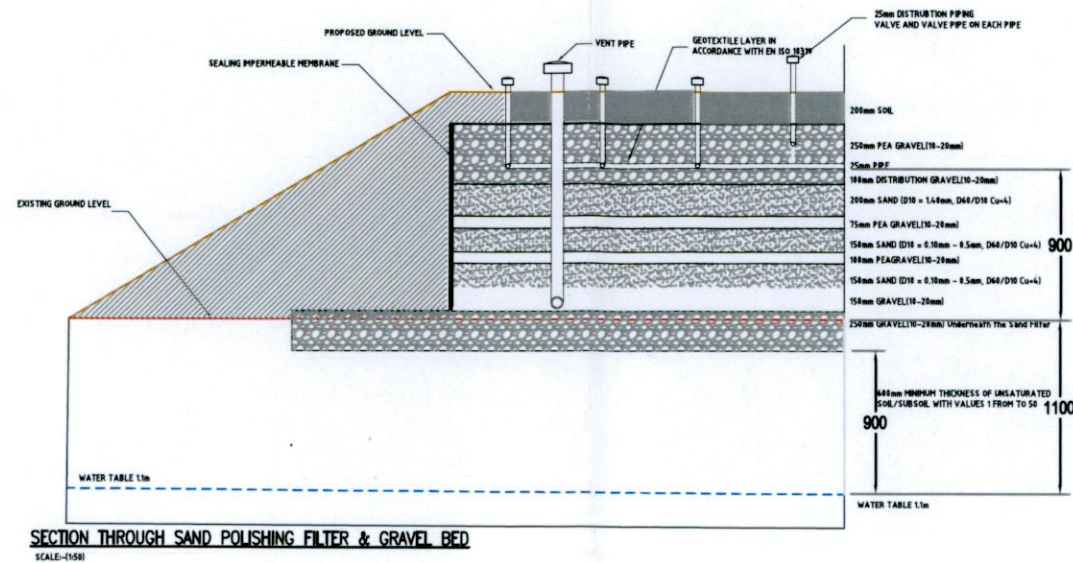 25mm DISTRBUTION PIPING
VALVE AND VALVE PIPE ON EACH PIPE
PROPOSED GROUND LEVEL
VENT PIPE
GEOTEXTILE LAYER IN
ACCORDANCE WITH EN ISO
SEALING IMPERMEABLE MEMBRANE
200mm SOIL
250mm PEA GRAVEL(10-20mm)
25mm PIPE
100mm DISTRIBUTION GRAVEL(10-20mm)
EXISTING GROUND LEVEL
200mm SAND (D10 = 1.40mm, D60/D10 Cu<4)
75mm PEA GRAVEL(10-20mm)
150mm SAND (D10 = 0.10mm - 0.5mm, D60/D10 Cu<4)
900
100mm PEAGRAVEL(10-20mm)
150mm SAND (D10 = 0.10mm - 0.5mm, D60/D10 Cu<4)
150mm GRAVEL(10-20mm)
250mm GRAVEL(10-20mm) Underneath the Sand Filter
600mm MINIMUM THICKNESS OF UNSATURATED
SOIL/SUBSOIL WITH VALUES 1 FROM TO 50
1100
900
WATER TABLE 1.1m
WATER TABLE 1.1m
SECTION THROUGH SAND POLISHING FILTER & GRAVEL BED
SCALE:-(1:50)